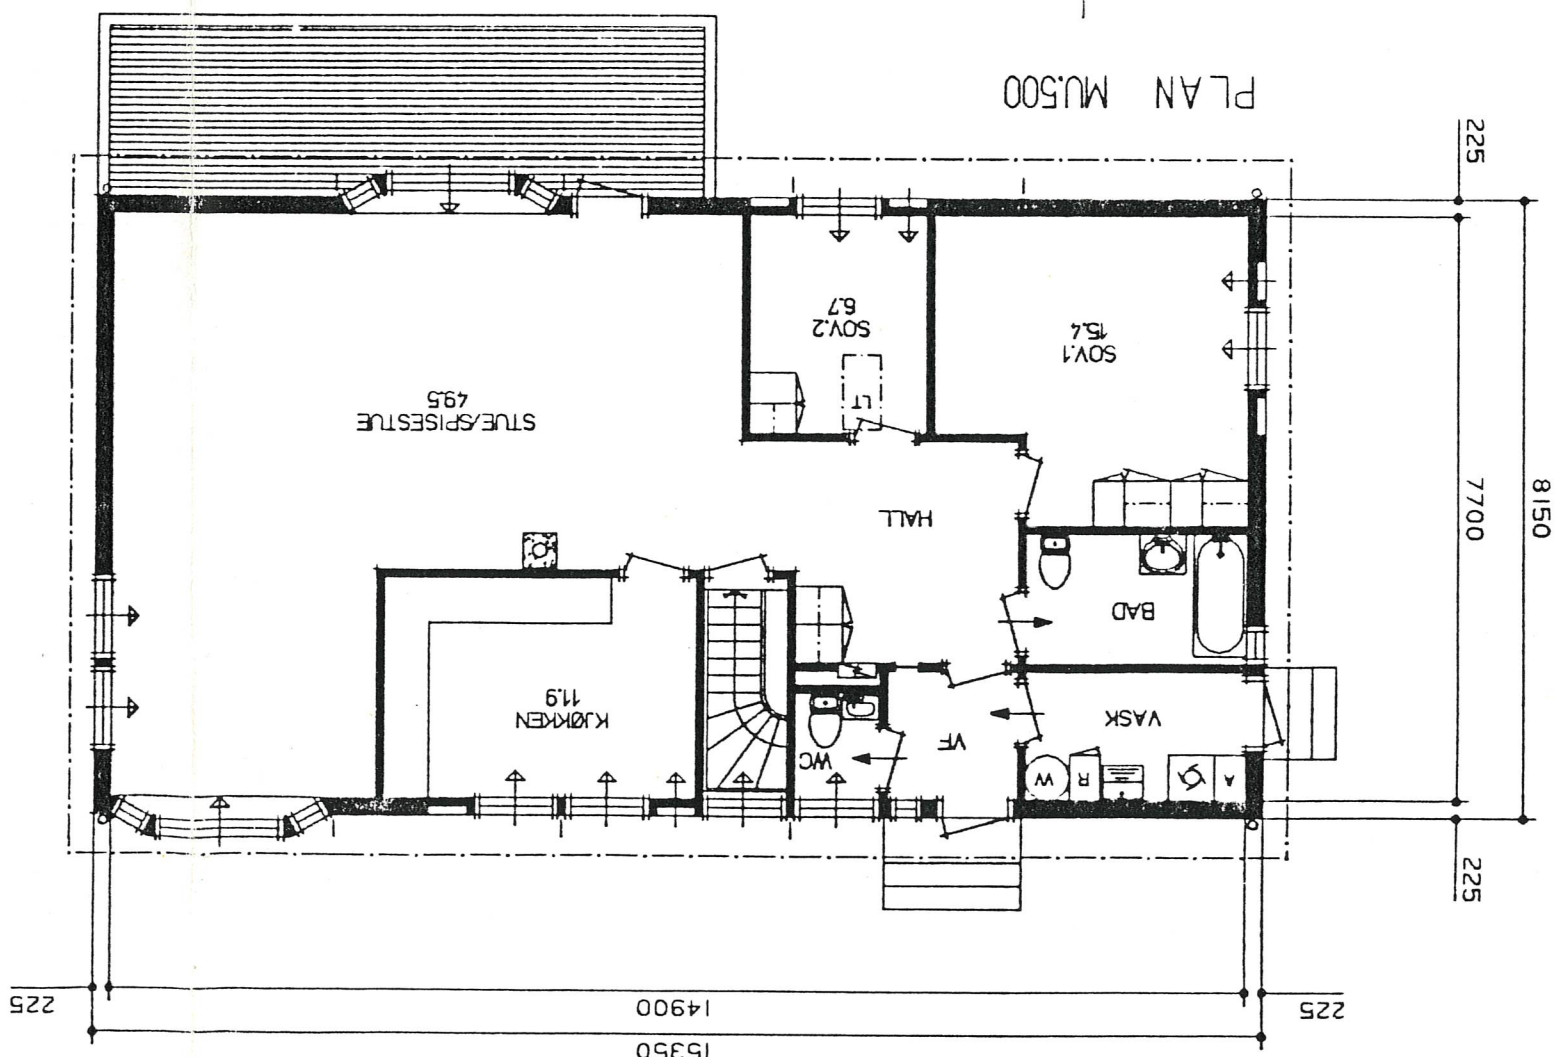 15350
225 14900 225
225
A R W
VASK
VF
WC
KJØKKEN
11.9
BAD
8150
7700
HALL
LT
STUE/SPISESTUE
49.5
SOV.1
15.4
SOV.2
6.7
225
PLAN MU.500